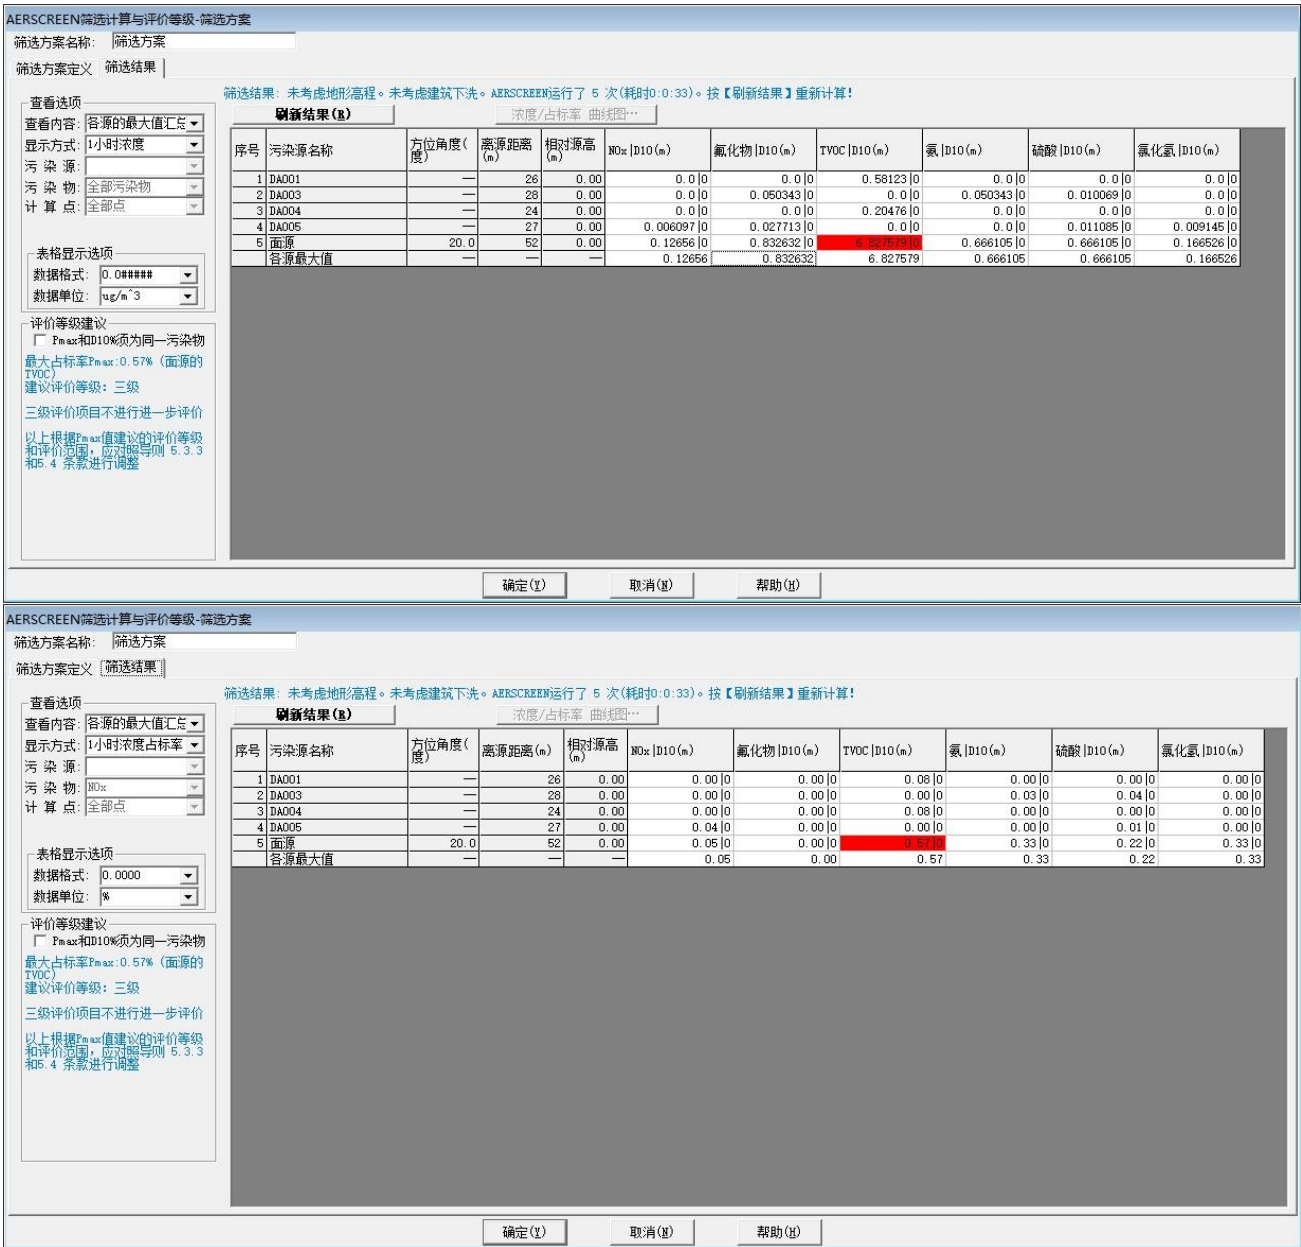 AERSCREEN筛选计算与评价等级-筛选方案
筛选方案名称: 筛选方案
筛选方案定义 筛选结果
筛选结果: 未考虑地形高程。未考虑建筑下洗。AERSCREEN运行了 5 次(耗时0:0:33)。按【刷新结果】重新计算!
刷新结果(R) 浓度/占标率 曲线图…
查看选项
查看内容: 各源的最大值汇总
显示方式: 1小时浓度
污 染 源:
污 染 物: 全部污染物
计 算 点: 全部点
表格显示选项
数据格式: 0.0#####
数据单位: ug/m^3
评价等级建议
Pmax和D10%须为同一污染物
最大占标率Pmax:0.57% (面源的
TVOC)
建议评价等级: 三级
三级评价项目不进行进一步评价
以上根据Pmax值建议的评价等级
和评价范围，应对照导则 5.3.3
和5.4 条款进行调整
序号 污染源名称 方位角度(度) 离源距离(m) 相对源高(m) NOx|D10(m) 氟化物|D10(m) TVOC|D10(m) 氨|D10(m) 硫酸|D10(m) 氯化氢|D10(m)
1 DA001 — 26 0.00 0.0|0 0.0|0 0.58123|0 0.0|0 0.0|0 0.0|0
2 DA003 — 28 0.00 0.0|0 0.050343|0 0.0|0 0.050343|0 0.010069|0 0.0|0
3 DA004 — 24 0.00 0.0|0 0.0|0 0.20476|0 0.0|0 0.0|0 0.0|0
4 DA005 — 27 0.00 0.006097|0 0.027713|0 0.0|0 0.0|0 0.011085|0 0.009145|0
5 面源 20.0 52 0.00 0.12656|0 0.832632|0 6.827579|0 0.666105|0 0.666105|0 0.166526|0
各源最大值 — — — 0.12656 0.832632 6.827579 0.666105 0.666105 0.166526
确定(Y) 取消(N) 帮助(H)
AERSCREEN筛选计算与评价等级-筛选方案
筛选方案名称: 筛选方案
筛选方案定义 筛选结果
筛选结果: 未考虑地形高程。未考虑建筑下洗。AERSCREEN运行了 5 次(耗时0:0:33)。按【刷新结果】重新计算!
刷新结果(R) 浓度/占标率 曲线图…
查看选项
查看内容: 各源的最大值汇总
显示方式: 1小时浓度占标率
污 染 源:
污 染 物: NOx
计 算 点: 全部点
表格显示选项
数据格式: 0.0000
数据单位: %
评价等级建议
Pmax和D10%须为同一污染物
最大占标率Pmax:0.57% (面源的
TVOC)
建议评价等级: 三级
三级评价项目不进行进一步评价
以上根据Pmax值建议的评价等级
和评价范围，应对照导则 5.3.3
和5.4 条款进行调整
序号 污染源名称 方位角度(度) 离源距离(m) 相对源高(m) NOx|D10(m) 氟化物|D10(m) TVOC|D10(m) 氨|D10(m) 硫酸|D10(m) 氯化氢|D10(m)
1 DA001 — 26 0.00 0.00|0 0.00|0 0.08|0 0.00|0 0.00|0 0.00|0
2 DA003 — 28 0.00 0.00|0 0.00|0 0.00|0 0.03|0 0.04|0 0.00|0
3 DA004 — 24 0.00 0.00|0 0.00|0 0.08|0 0.00|0 0.00|0 0.00|0
4 DA005 — 27 0.00 0.04|0 0.00|0 0.00|0 0.00|0 0.01|0 0.00|0
5 面源 20.0 52 0.00 0.05|0 0.00|0 0.57|0 0.33|0 0.22|0 0.33|0
各源最大值 — — — 0.05 0.00 0.57 0.33 0.22 0.33
确定(Y) 取消(N) 帮助(H)